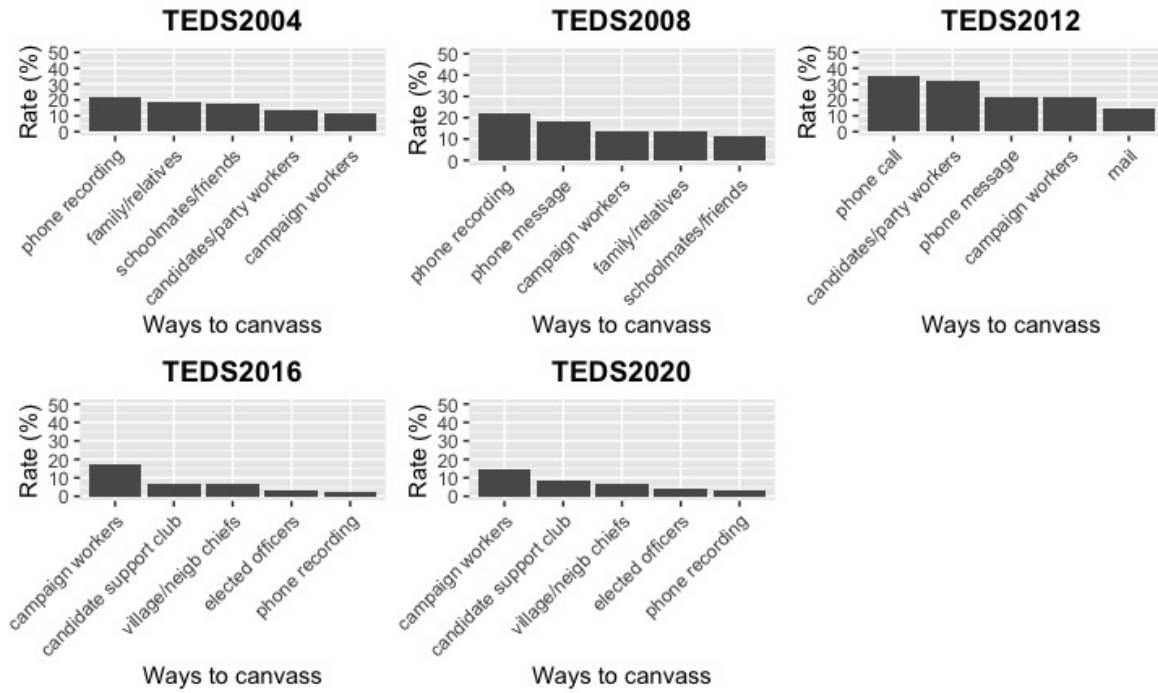 TEDS2004
Rate (%)
50
40
30
20
10
0
phone recording
family/relatives
schoolmates/friends
candidates/party workers
campaign workers
Ways to canvass
TEDS2008
Rate (%)
50
40
30
20
10
0
phone recording
phone message
campaign workers
family/relatives
schoolmates/friends
Ways to canvass
TEDS2012
Rate (%)
50
40
30
20
10
0
phone call
candidates/party workers
phone message
campaign workers
mail
Ways to canvass
TEDS2016
Rate (%)
50
40
30
20
10
0
campaign workers
candidate support club
village/neigb chiefs
elected officers
phone recording
Ways to canvass
TEDS2020
Rate (%)
50
40
30
20
10
0
campaign workers
candidate support club
village/neigb chiefs
elected officers
phone recording
Ways to canvass